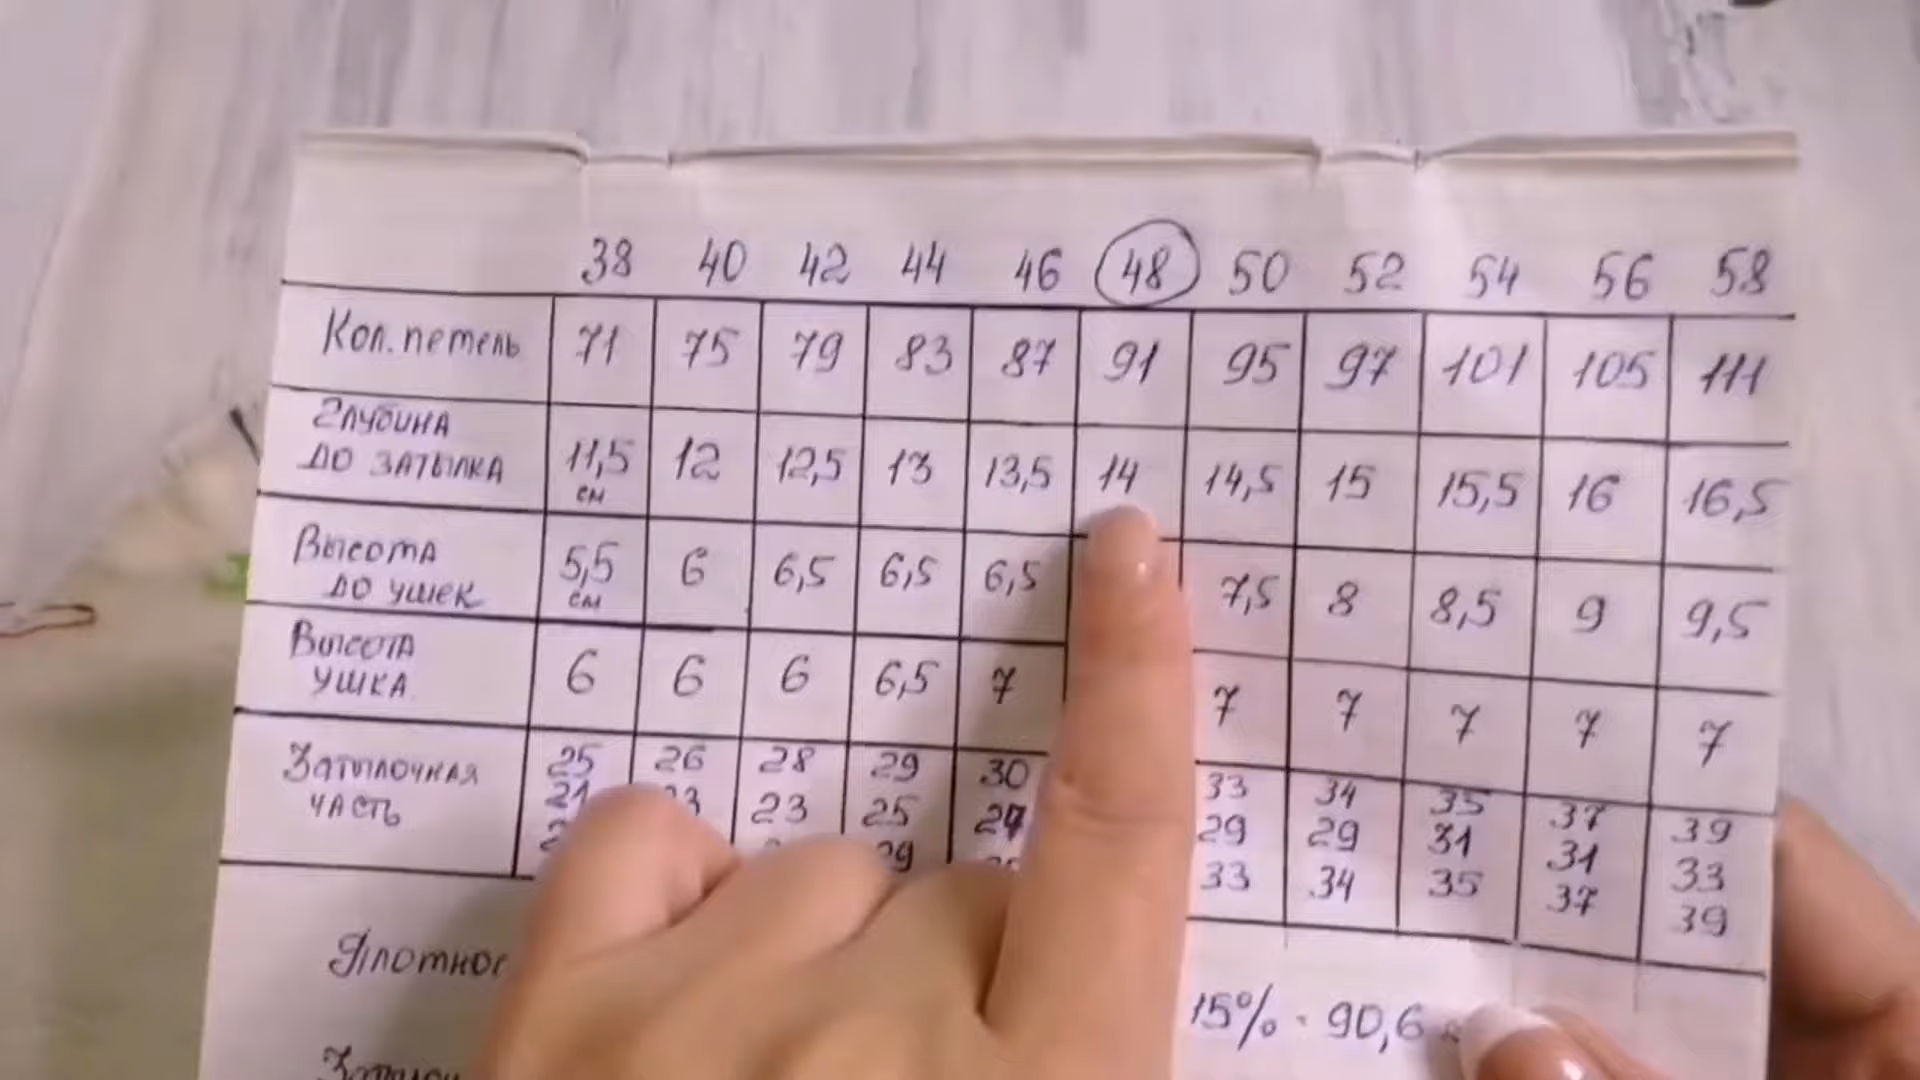 38 40 42 44 46 48 50 52 54 56 58
Кол. петель 71 75 79 83 87 91 95 97 101 105 111
Глубина
до затылка 11,5 12 12,5 13 13,5 14 14,5 15 15,5 16 16,5
см
Высота
до ушек 5,5 6 6,5 6,5 6,5 7,5 8 8,5 9 9,5
см
Высота
ушка 6 6 6 6,5 7 7 7 7 7 7
Затылочная 25 26 28 29 30 33 34 35 37 39
часть 21 23 25 27 29 29 31 31 33
33 34 35 37 39
15% · 90,6